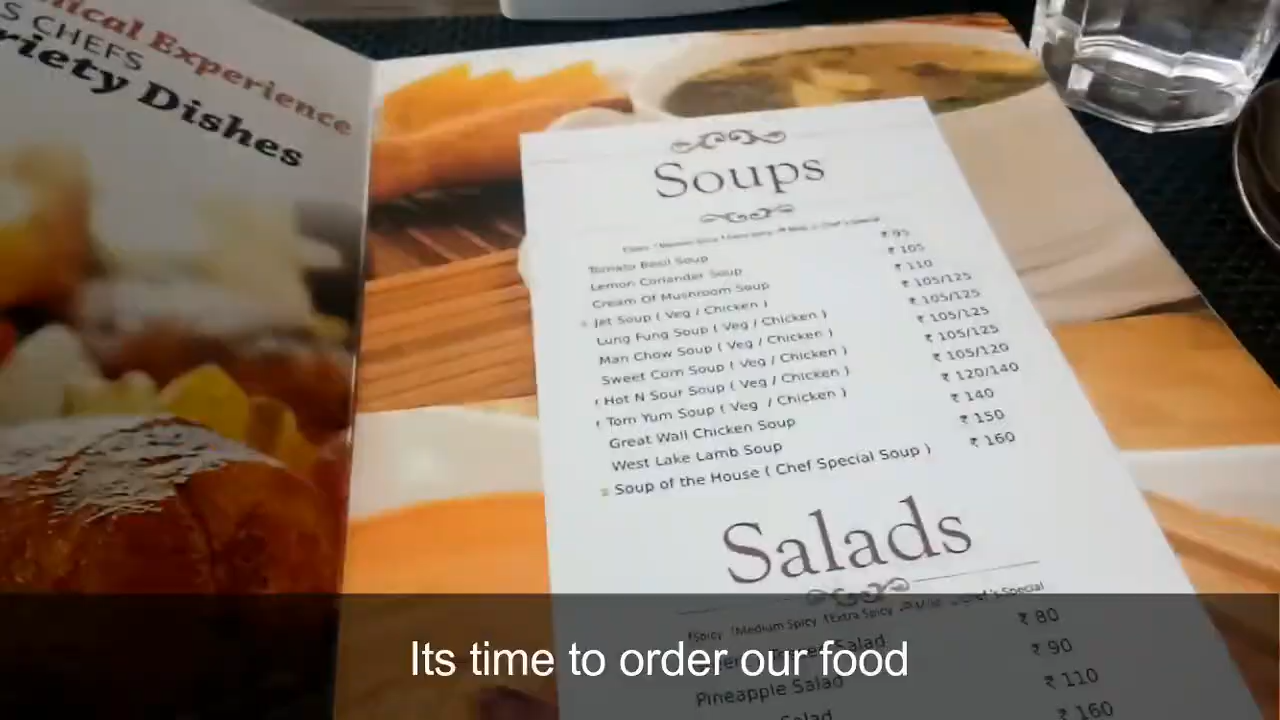 Experience
S CHEFS
riety Dishes
Soups
Tomato Basil Soup ₹ 95
Lemon Coriander Soup ₹ 105
Cream Of Mushroom Soup ₹ 110
Jet Soup ( Veg / Chicken ) ₹ 105/125
Lung Fung Soup ( Veg / Chicken ) ₹ 105/125
Man Chow Soup ( Veg / Chicken ) ₹ 105/125
Sweet Corn Soup ( Veg / Chicken ) ₹ 105/125
Hot N Sour Soup ( Veg / Chicken ) ₹ 105/120
Tom Yum Soup ( Veg / Chicken ) ₹ 120/140
Great Wall Chicken Soup ₹ 140
West Lake Lamb Soup ₹ 150
Soup of the House ( Chef Special Soup ) ₹ 160
Salads
Spicy Medium Spicy Extra Spicy Chef's Special
Salad ₹ 80
Pineapple Salad ₹ 90
Salad ₹ 110
₹ 160
Its time to order our food